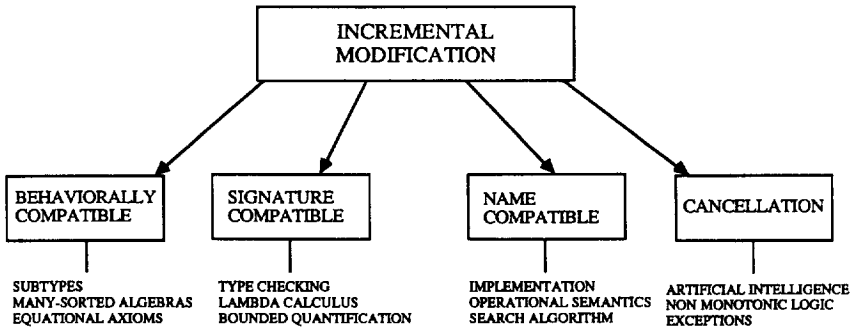 INCREMENTAL
MODIFICATION
BEHAVIORALLY
COMPATIBLE
SIGNATURE
COMPATIBLE
NAME
COMPATIBLE
CANCELLATION
SUBTYPES
MANY-SORTED ALGEBRAS
EQUATIONAL AXIOMS
TYPE CHECKING
LAMBDA CALCULUS
BOUNDED QUANTIFICATION
IMPLEMENTATION
OPERATIONAL SEMANTICS
SEARCH ALGORITHM
ARTIFICIAL INTELLIGENCE
NON MONOTONIC LOGIC
EXCEPTIONS